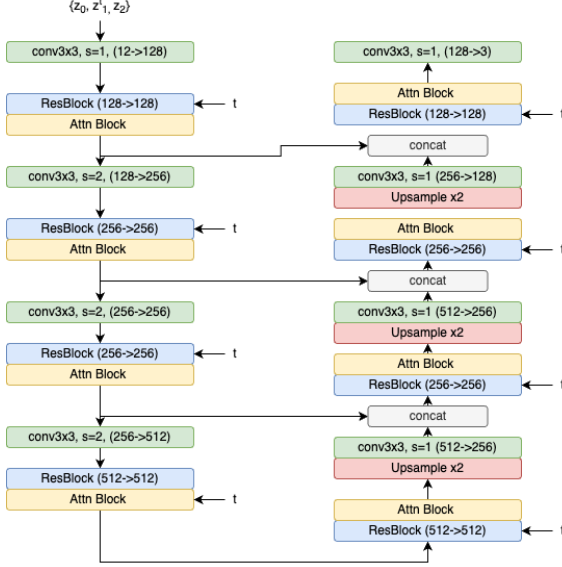 {z₀, zᵗ₁, z₂}
conv3x3, s=1, (12->128)
ResBlock (128->128)
t
Attn Block
conv3x3, s=2, (128->256)
ResBlock (256->256)
t
Attn Block
conv3x3, s=2, (256->256)
ResBlock (256->256)
t
Attn Block
conv3x3, s=2, (256->512)
ResBlock (512->512)
Attn Block
t
conv3x3, s=1, (128->3)
Attn Block
ResBlock (128->128)
t
concat
conv3x3, s=1 (256->128)
Upsample x2
Attn Block
ResBlock (256->256)
t
concat
conv3x3, s=1 (512->256)
Upsample x2
Attn Block
ResBlock (256->256)
t
concat
conv3x3, s=1 (512->256)
Upsample x2
Attn Block
ResBlock (512->512)
t